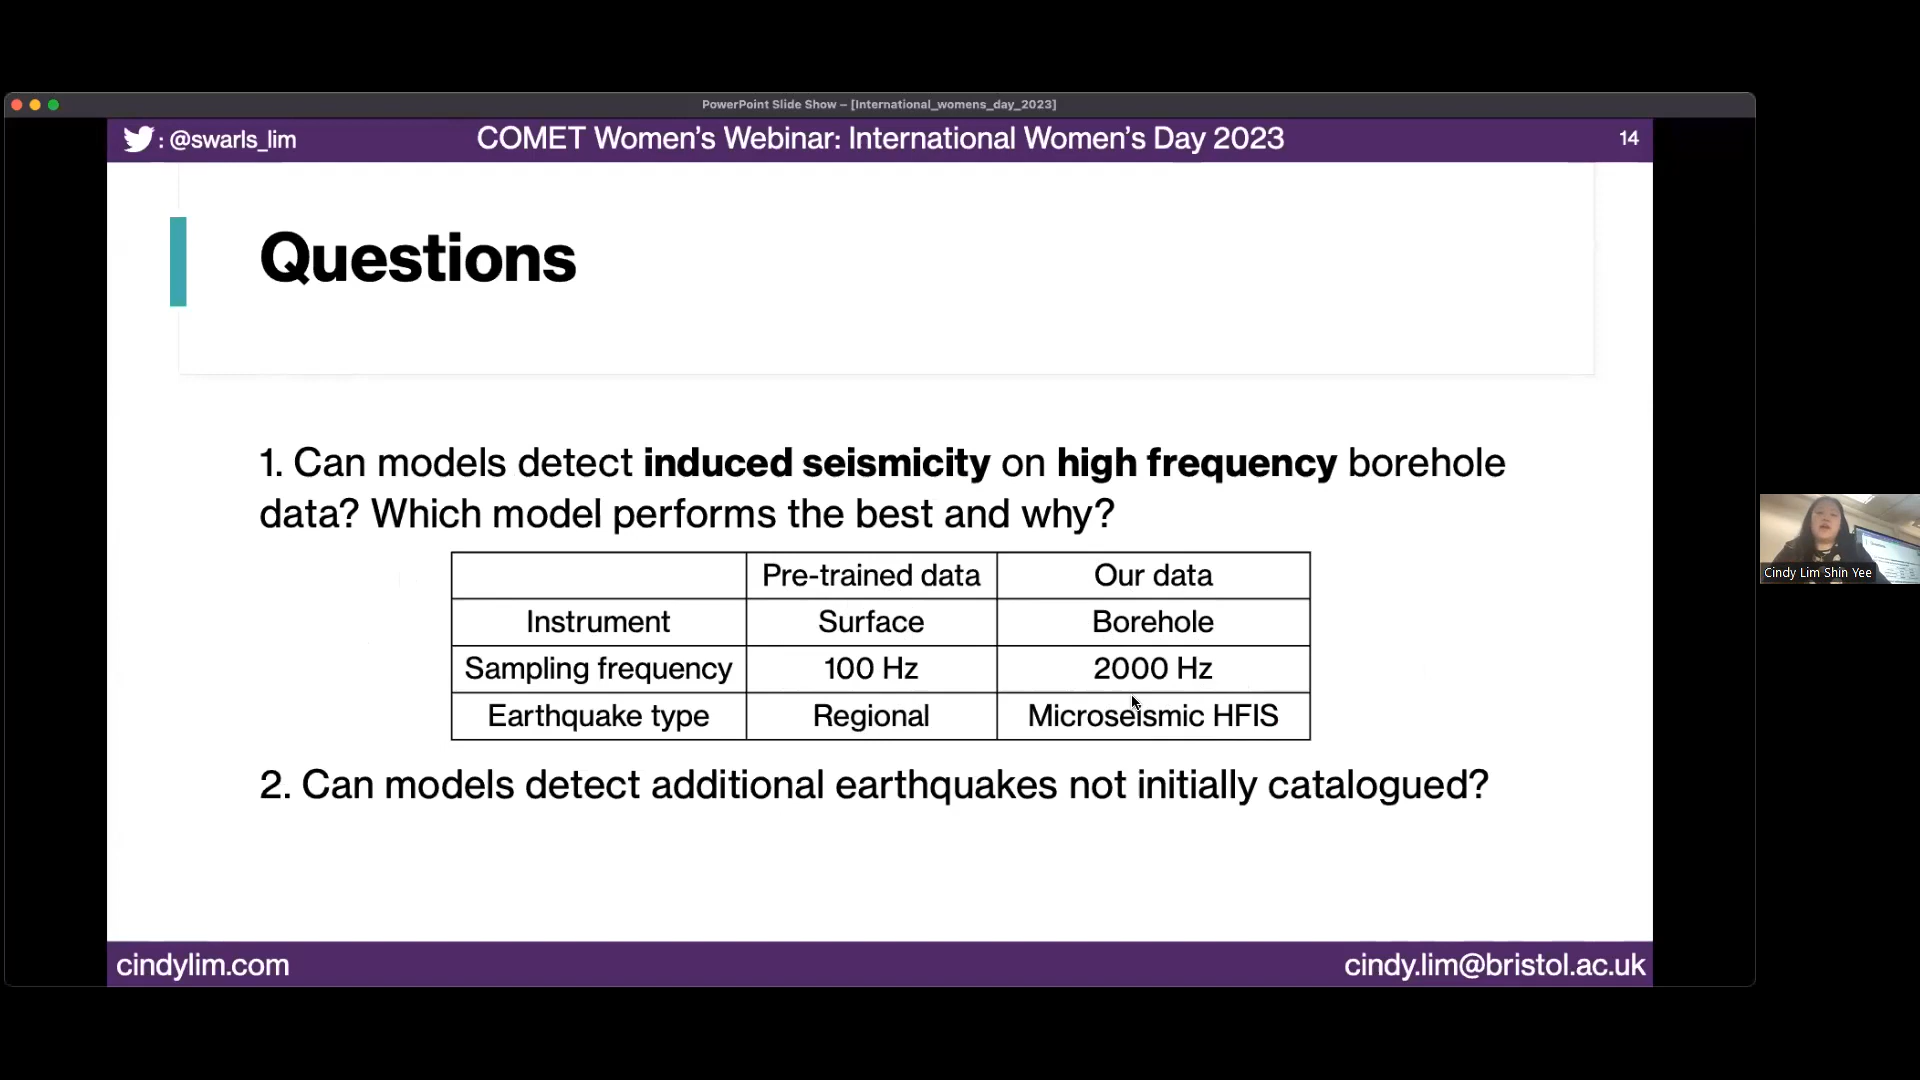 PowerPoint Slide Show – [International_womens_day_2023]
: @swarls_lim
COMET Women's Webinar: International Women's Day 2023
14
Questions
1. Can models detect induced seismicity on high frequency borehole
data? Which model performs the best and why?
Pre-trained data Our data
Instrument Surface Borehole
Sampling frequency 100 Hz 2000 Hz
Earthquake type Regional Microseismic HFIS
2. Can models detect additional earthquakes not initially catalogued?
Cindy Lim Shin Yee
cindylim.com
cindy.lim@bristol.ac.uk